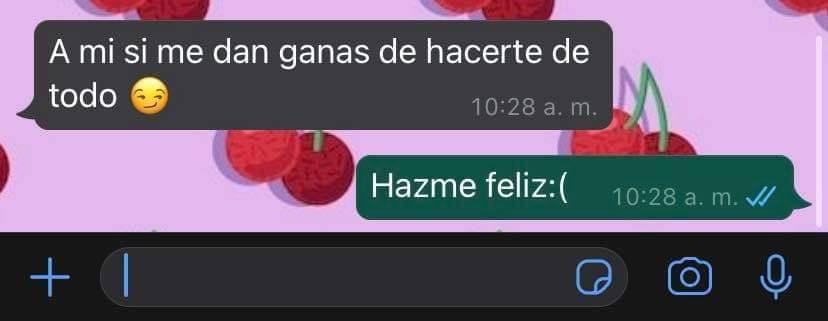 A mi si me dan ganas de hacerte de
todo 😏
10:28 a. m.
Hazme feliz:(
10:28 a. m.